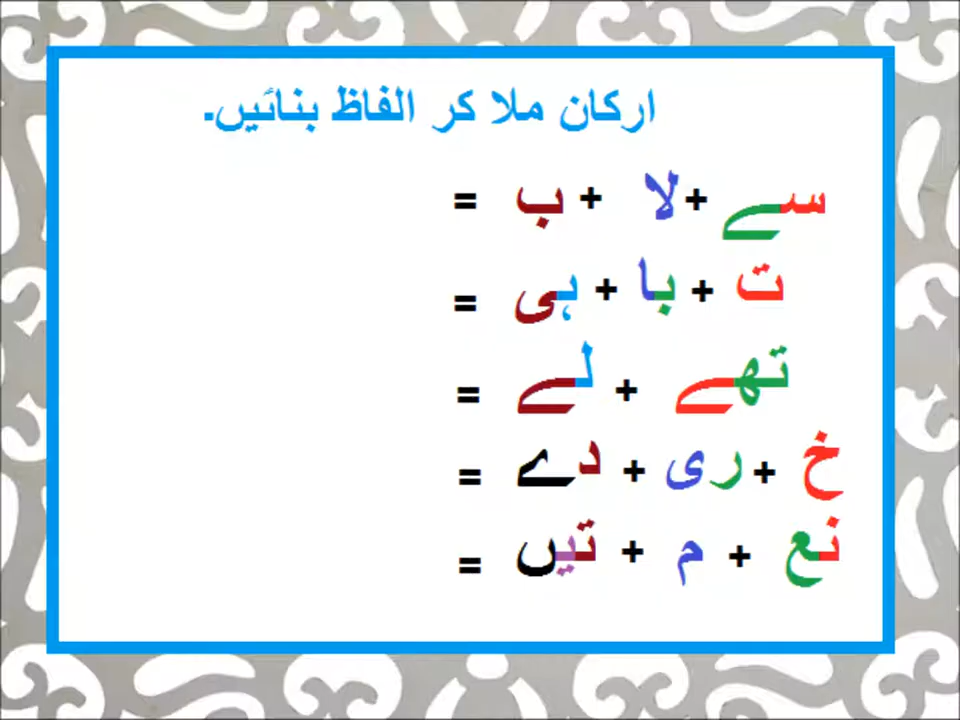 ارکان ملا کر الفاظ بنائیں۔
سے + لا + ب =
ت + با + ہی =
تھے + لے =
خ + ری + دے =
نع + م + تیں =